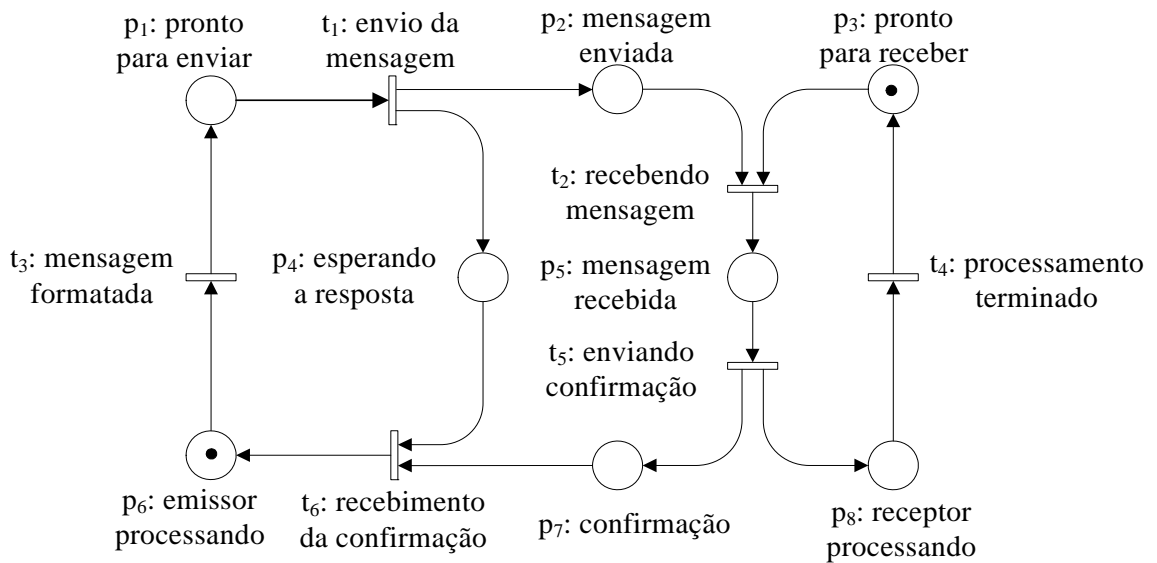 p₁: pronto
para enviar
t₁: envio da
mensagem
p₂: mensagem
enviada
p₃: pronto
para receber
t₂: recebendo
mensagem
t₃: mensagem
formatada
p₄: esperando
a resposta
p₅: mensagem
recebida
t₄: processamento
terminado
t₅: enviando
confirmação
p₆: emissor
processando
t₆: recebimento
da confirmação
p₇: confirmação
p₈: receptor
processando